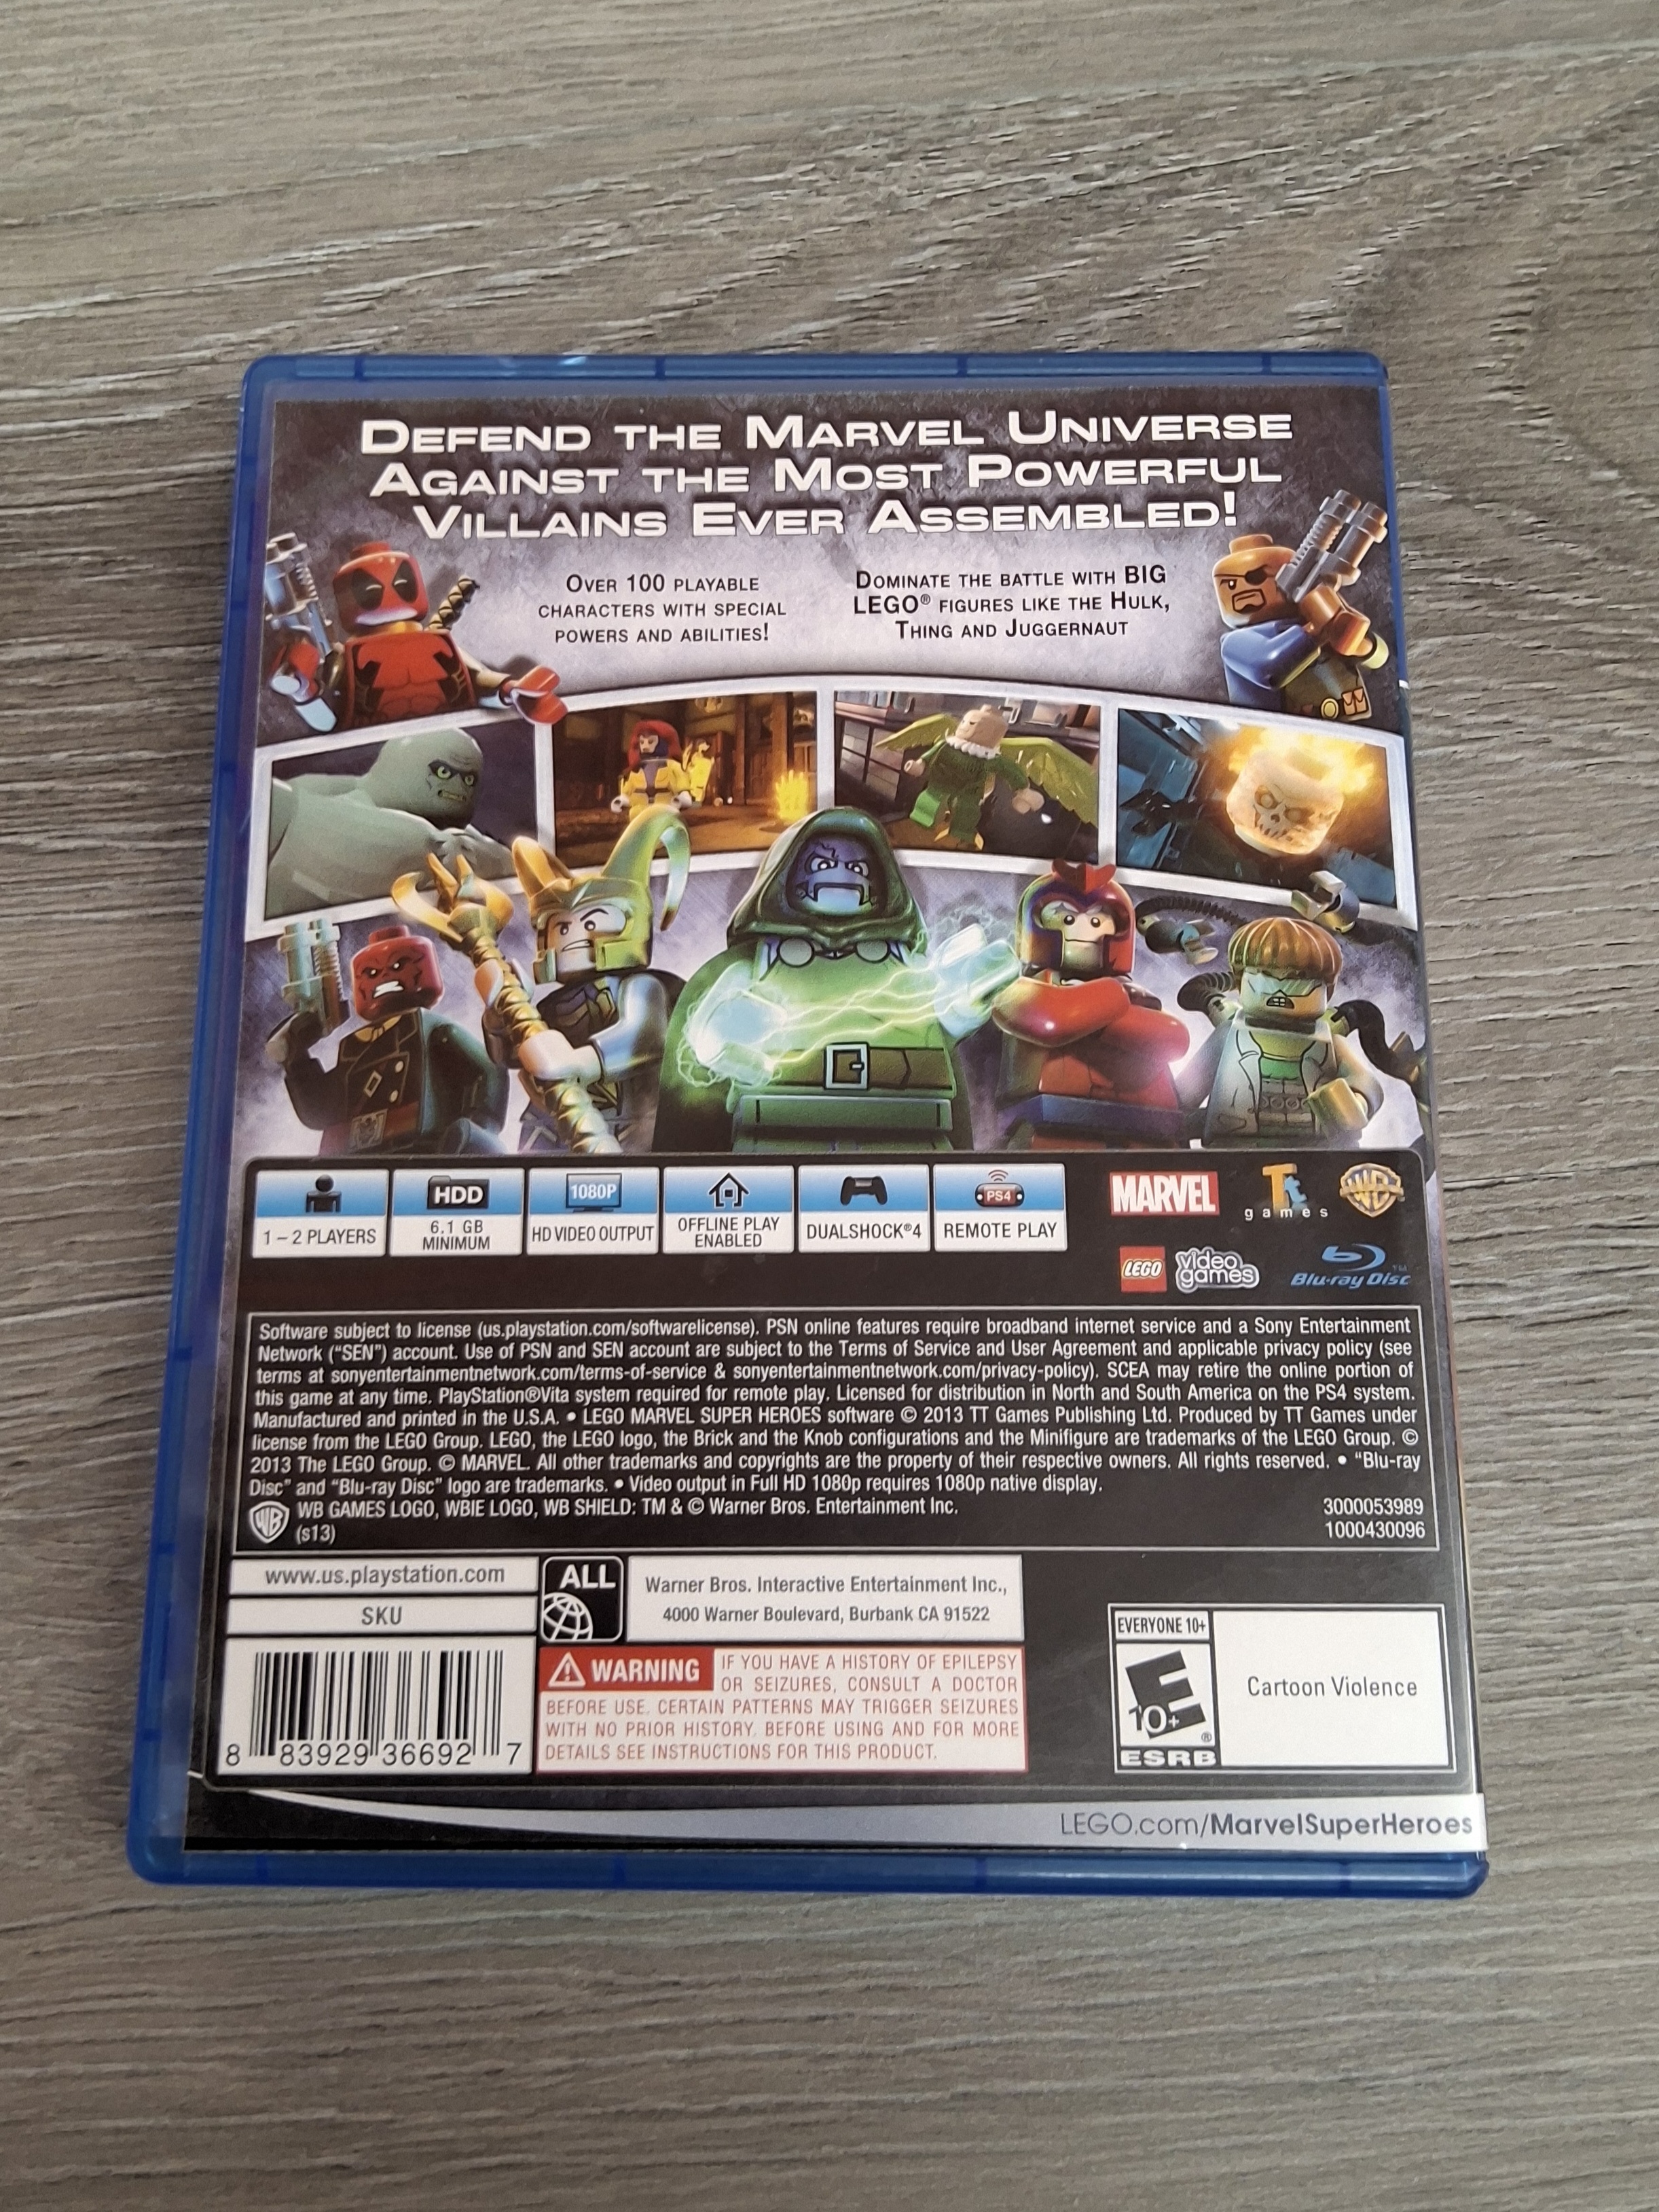 DEFEND THE MARVEL UNIVERSE
AGAINST THE MOST POWERFUL
VILLAINS EVER ASSEMBLED!
OVER 100 PLAYABLE
CHARACTERS WITH SPECIAL
POWERS AND ABILITIES!
DOMINATE THE BATTLE WITH BIG
LEGO® FIGURES LIKE THE HULK,
THING AND JUGGERNAUT
1 – 2 PLAYERS
HDD
6.1 GB
MINIMUM
1080P
HD VIDEO OUTPUT
OFFLINE PLAY
ENABLED
DUALSHOCK®4
PS4
REMOTE PLAY
MARVEL
Tt
games
WB
LEGO
video
games
Blu-ray Disc™
Software subject to license (us.playstation.com/softwarelicense). PSN online features require broadband internet service and a Sony Entertainment
Network (“SEN”) account. Use of PSN and SEN account are subject to the Terms of Service and User Agreement and applicable privacy policy (see
terms at sonyentertainmentnetwork.com/terms-of-service & sonyentertainmentnetwork.com/privacy-policy). SCEA may retire the online portion of
this game at any time. PlayStation®Vita system required for remote play. Licensed for distribution in North and South America on the PS4 system.
Manufactured and printed in the U.S.A. • LEGO MARVEL SUPER HEROES software © 2013 TT Games Publishing Ltd. Produced by TT Games under
license from the LEGO Group. LEGO, the LEGO logo, the Brick and the Knob configurations and the Minifigure are trademarks of the LEGO Group. ©
2013 The LEGO Group. © MARVEL. All other trademarks and copyrights are the property of their respective owners. All rights reserved. • “Blu-ray
Disc” and “Blu-ray Disc” logo are trademarks. • Video output in Full HD 1080p requires 1080p native display.
WB
WB GAMES LOGO, WBIE LOGO, WB SHIELD: TM & © Warner Bros. Entertainment Inc.
(s13)
3000053989
1000430096
www.us.playstation.com
SKU
8 83929 36692 7
ALL
Warner Bros. Interactive Entertainment Inc.,
4000 Warner Boulevard, Burbank CA 91522
WARNING IF YOU HAVE A HISTORY OF EPILEPSY
OR SEIZURES, CONSULT A DOCTOR
BEFORE USE. CERTAIN PATTERNS MAY TRIGGER SEIZURES
WITH NO PRIOR HISTORY. BEFORE USING AND FOR MORE
DETAILS SEE INSTRUCTIONS FOR THIS PRODUCT.
EVERYONE 10+
E
10+
®
ESRB
Cartoon Violence
LEGO.com/MarvelSuperHeroes